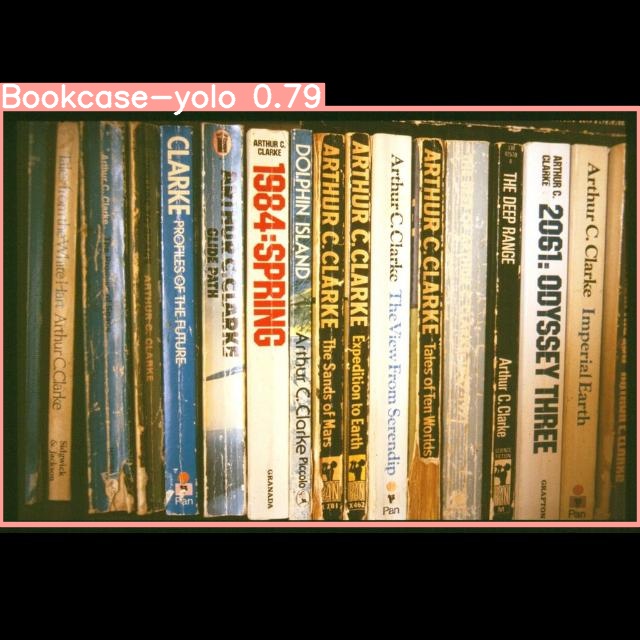 Bookcase-yolo 0.79
Tales from the White Hart Arthur C. Clarke Sidgwick & Jackson
Arthur C. Clarke
ARTHUR C. CLARKE
CLARKE PROFILES OF THE FUTURE Pan
ARTHUR C. CLARKE
GLIDE PATH
ARTHUR C. CLARKE
1984: SPRING
GRANADA
DOLPHIN ISLAND Arthur C. Clarke Piccolo
ARTHUR C. CLARKE The Sands of Mars
ARTHUR C. CLARKE Expedition to Earth X462
Arthur C. Clarke The View From Serendip Pan
ARTHUR C. CLARKE Tales of Ten Worlds
THE DEEP RANGE Arthur C. Clarke
ARTHUR C. CLARKE
2061: ODYSSEY THREE
GRAFTON
Arthur C. Clarke Imperial Earth Pan